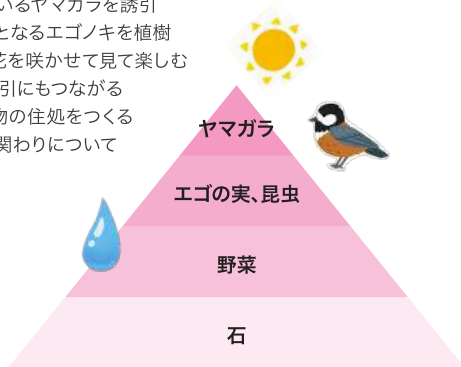 いるヤマガラを誘引
となるエゴノキを植樹
花を咲かせて見て楽しむ
引にもつながる
物の住処をつくる
関わりについて
ヤマガラ
エゴの実、昆虫
野菜
石